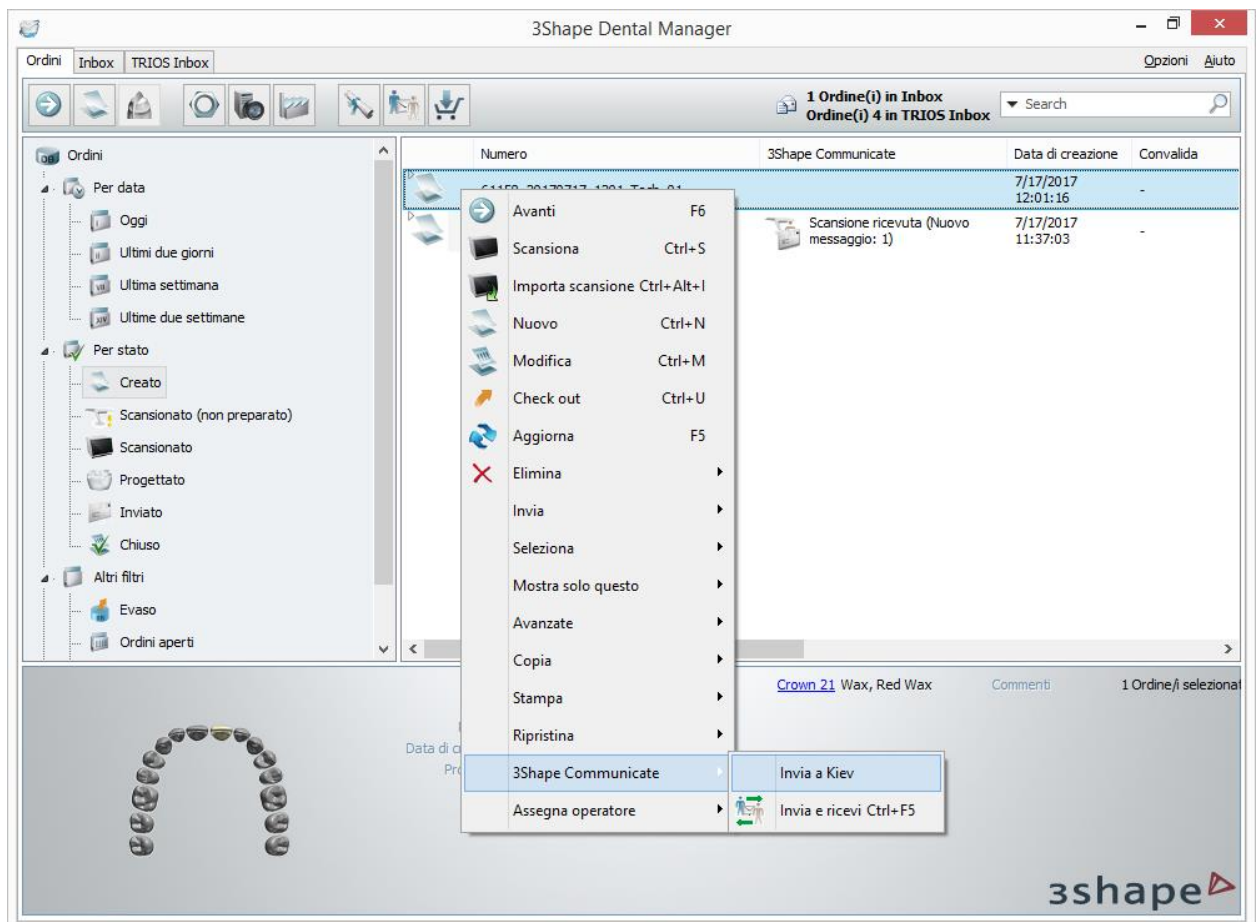 3Shape Dental Manager
Ordini Inbox TRIOS Inbox
Opzioni Aiuto
1 Ordine(i) in Inbox
Ordine(i) 4 in TRIOS Inbox
Search
Ordini
Per data
Oggi
Ultimi due giorni
Ultima settimana
Ultime due settimane
Per stato
Creato
Scansionato (non preparato)
Scansionato
Progettato
Inviato
Chiuso
Altri filtri
Evaso
Ordini aperti
Numero 3Shape Communicate Data di creazione Convalida
7/17/2017
12:01:16
-
Scansione ricevuta (Nuovo
messaggio: 1)
7/17/2017
11:37:03
-
Avanti F6
Scansiona Ctrl+S
Importa scansione Ctrl+Alt+I
Nuovo Ctrl+N
Modifica Ctrl+M
Check out Ctrl+U
Aggiorna F5
Elimina
Invia
Seleziona
Mostra solo questo
Avanzate
Copia
Stampa
Ripristina
3Shape Communicate
Assegna operatore
Invia a Kiev
Invia e ricevi Ctrl+F5
Crown 21 Wax, Red Wax
Commenti
1 Ordine/i selezionat
Data di
3shape